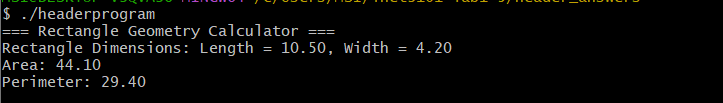 $ ./headerprogram
=== Rectangle Geometry Calculator ===
Rectangle Dimensions: Length = 10.50, Width = 4.20
Area: 44.10
Perimeter: 29.40